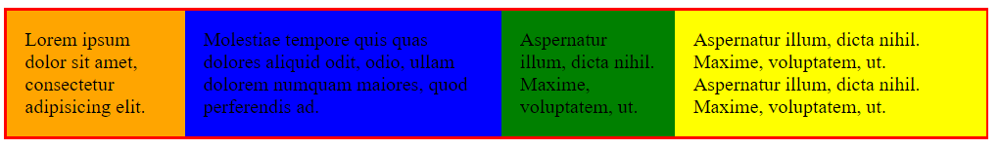 Lorem ipsum
dolor sit amet,
consectetur
adipisicing elit.
Molestiae tempore quis quas
dolores aliquid odit, odio, ullam
dolorem numquam maiores, quod
perferendis ad.
Aspernatur
illum, dicta nihil.
Maxime,
voluptatem, ut.
Aspernatur illum, dicta nihil.
Maxime, voluptatem, ut.
Aspernatur illum, dicta nihil.
Maxime, voluptatem, ut.